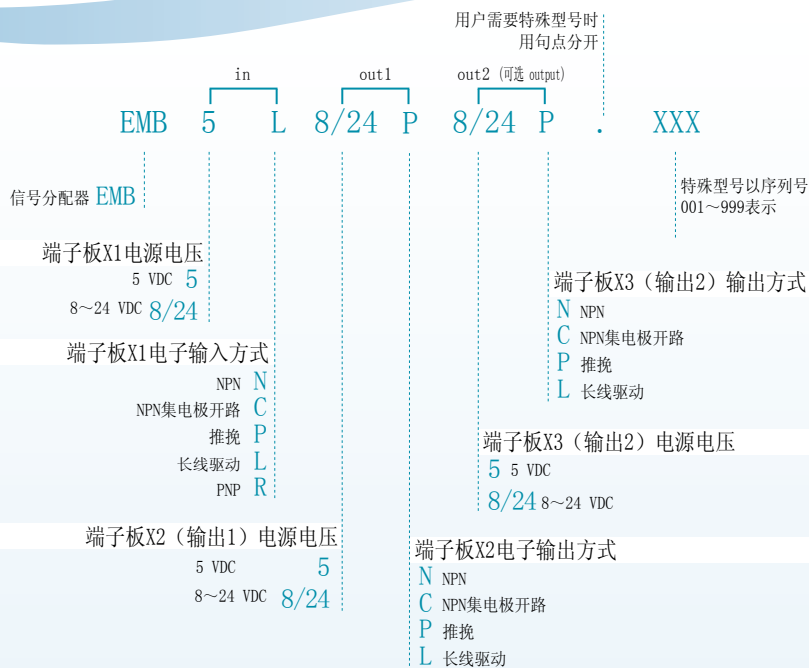 用户需要特殊型号时
用句点分开
in out1 out2 (可选 output)
EMB 5 L 8/24 P 8/24 P . XXX
信号分配器 EMB
特殊型号以序列号
001～999表示
端子板X1电源电压
5 VDC 5
8～24 VDC 8/24
端子板X1电子输入方式
NPN N
NPN集电极开路 C
推挽 P
长线驱动 L
PNP R
端子板X2（输出1）电源电压
5 VDC 5
8～24 VDC 8/24
端子板X3（输出2）输出方式
N NPN
C NPN集电极开路
P 推挽
L 长线驱动
端子板X3（输出2）电源电压
5 5 VDC
8/24 8～24 VDC
端子板X2电子输出方式
N NPN
C NPN集电极开路
P 推挽
L 长线驱动